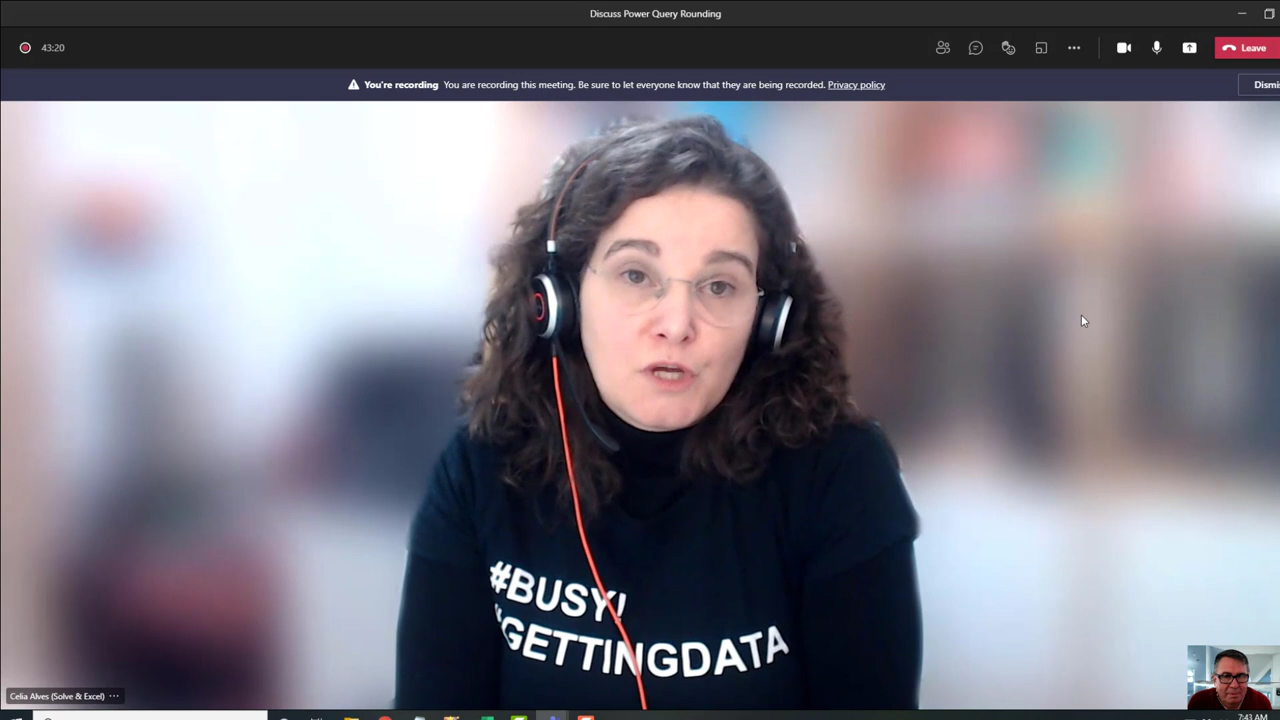 Discuss Power Query Rounding
43:20
Leave
You're recording You are recording this meeting. Be sure to let everyone know that they are being recorded. Privacy policy
#BUSY!
GETTINGDATA
Celia Alves (Solve & Excel)
7:43 AM